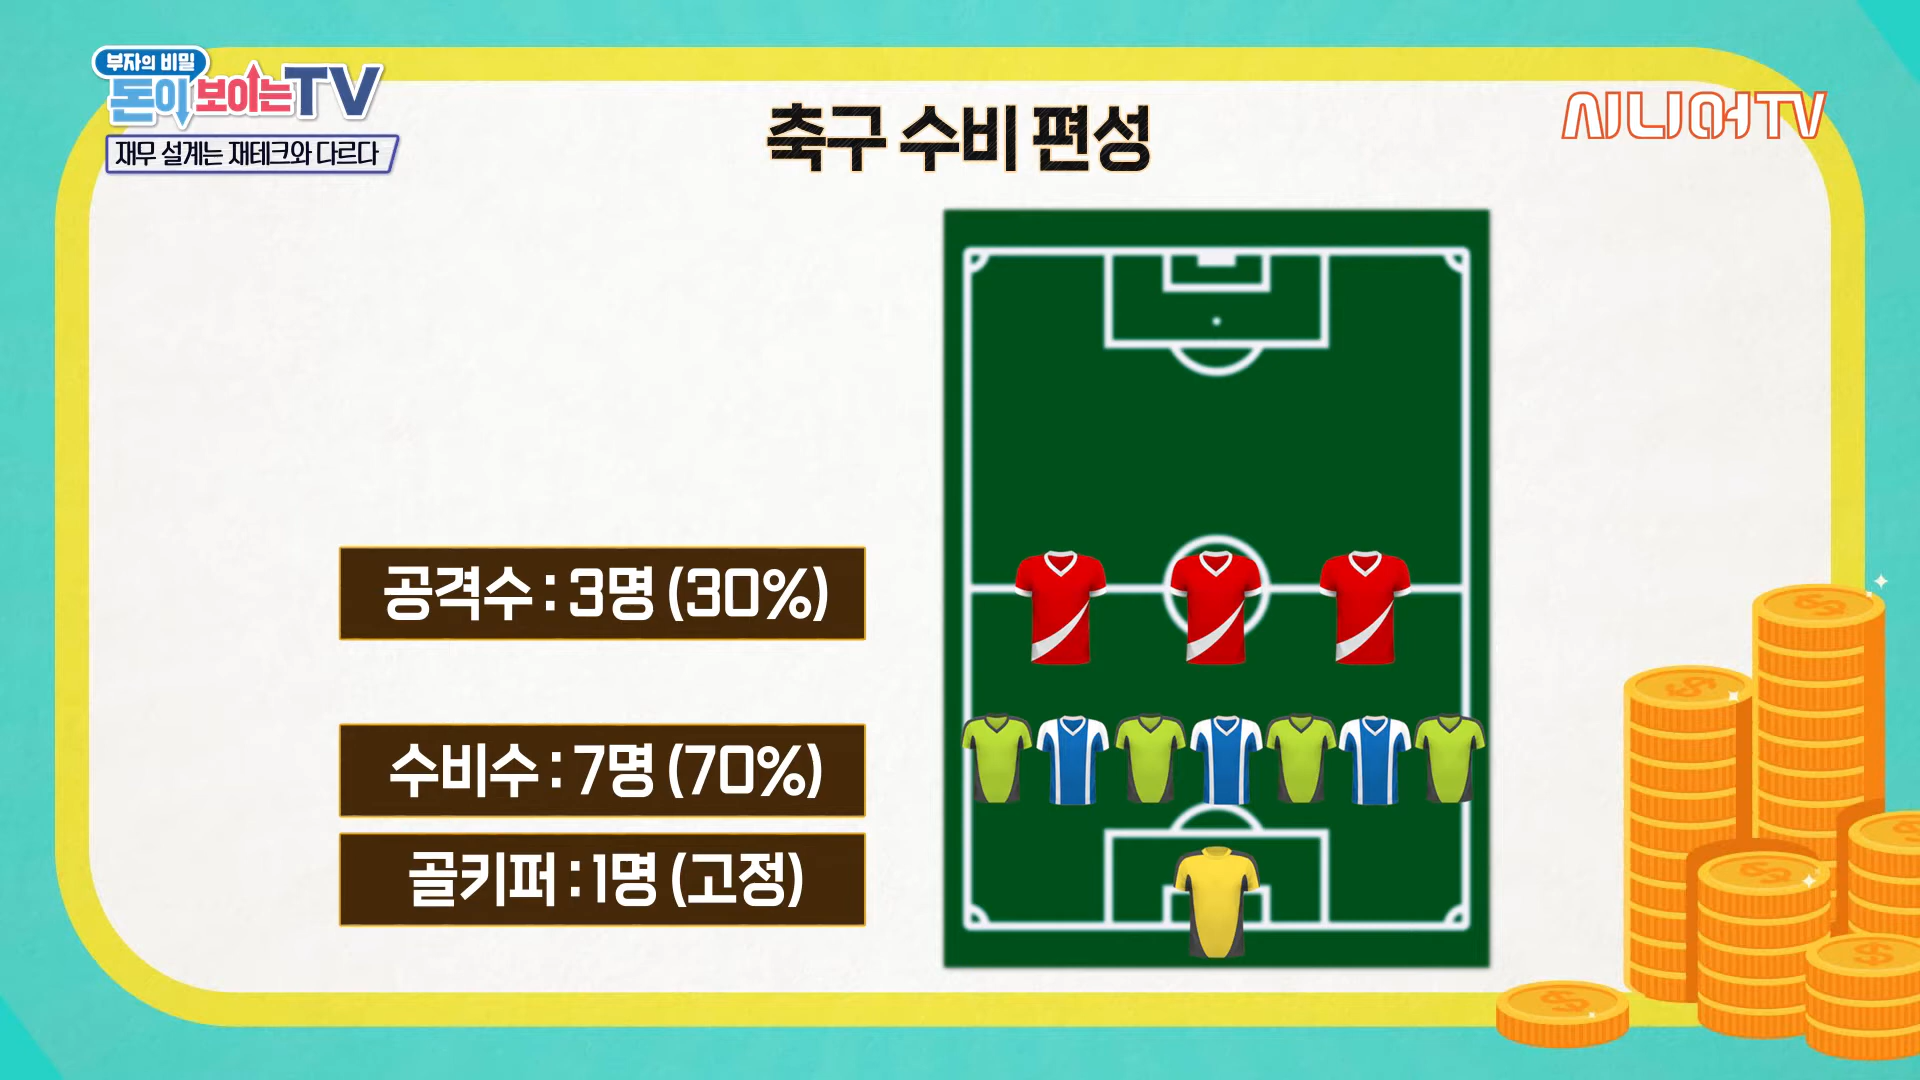 부자의 비밀
돈이 보이는TV
재무 설계는 재테크와 다르다
축구 수비 편성
시니어TV
공격수 : 3명 (30%)
수비수 : 7명 (70%)
골키퍼 : 1명 (고정)